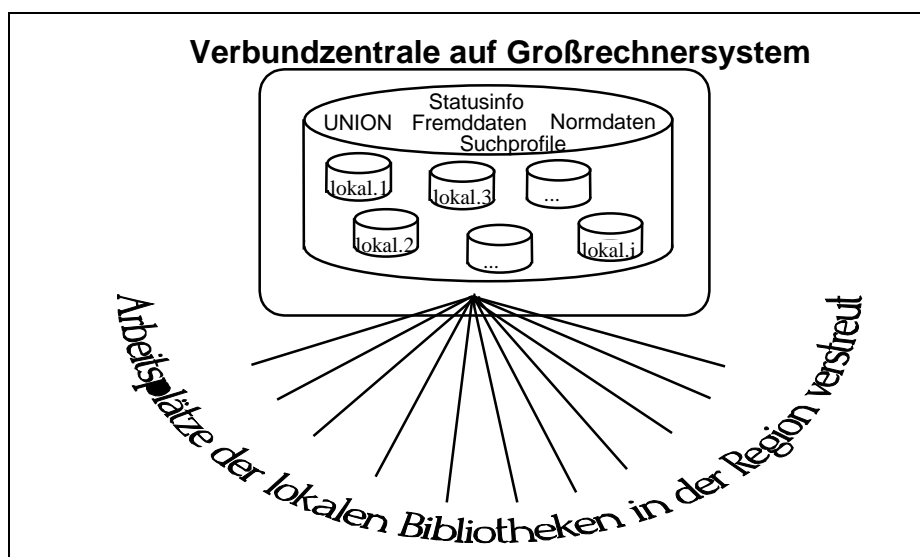 Verbundzentrale auf Großrechnersystem
Statusinfo
UNION Fremddaten Normdaten
Suchprofile
lokal.1 lokal.3 ...
lokal.2 ... lokal.i
Arbeitsplätze der lokalen Bibliotheken in der Region verstreut